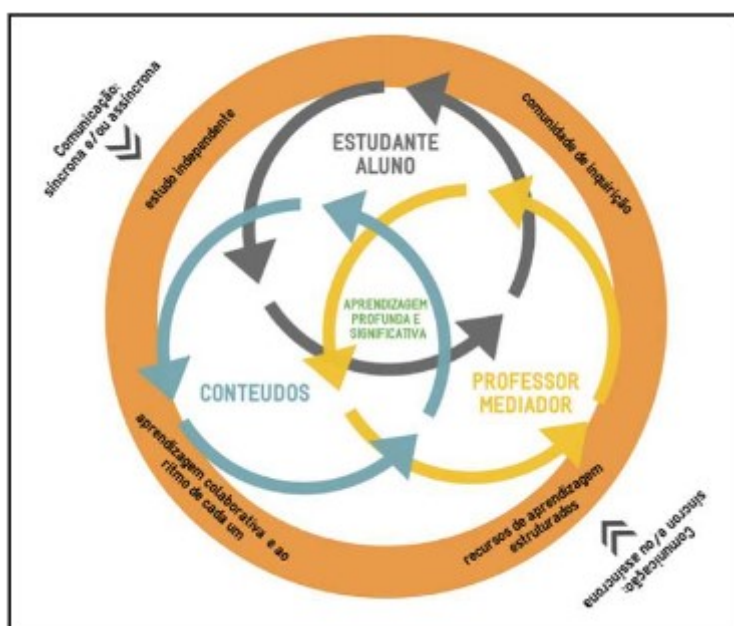 Comunicação:
síncrona e/ou assíncrona
estudo independente
comunidade de inquirição
ESTUDANTE
ALUNO
APRENDIZAGEM
PROFUNDA E
SIGNIFICATIVA
CONTEUDOS
PROFESSOR
MEDIADOR
aprendizagem colaborativa e ao
ritmo de cada um
recursos de aprendizagem
estruturados
Comunicação:
síncron e/ou assíncrona